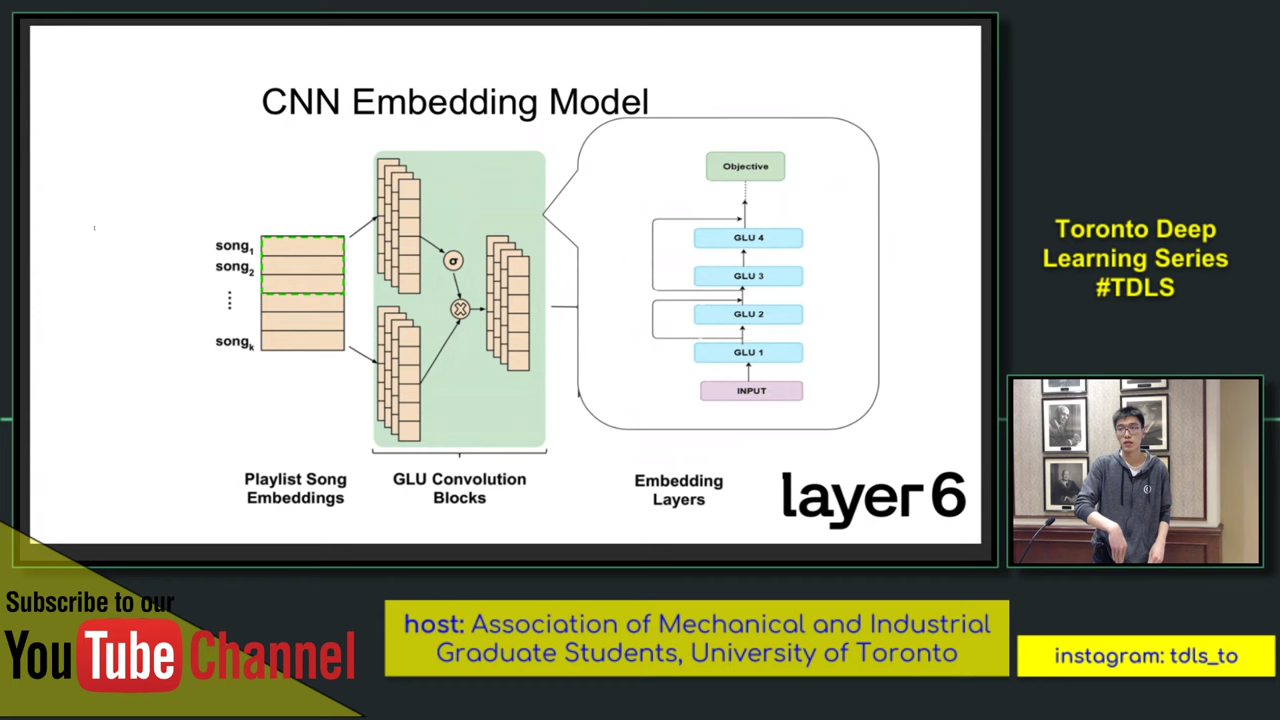 CNN Embedding Model
song1
song2
songk
σ
Objective
GLU 4
GLU 3
GLU 2
GLU 1
INPUT
Playlist Song
Embeddings
GLU Convolution
Blocks
Embedding
Layers
layer 6
Toronto Deep
Learning Series
#TDLS
Subscribe to our
YouTube Channel
host: Association of Mechanical and Industrial
Graduate Students, University of Toronto
instagram: tdls_to